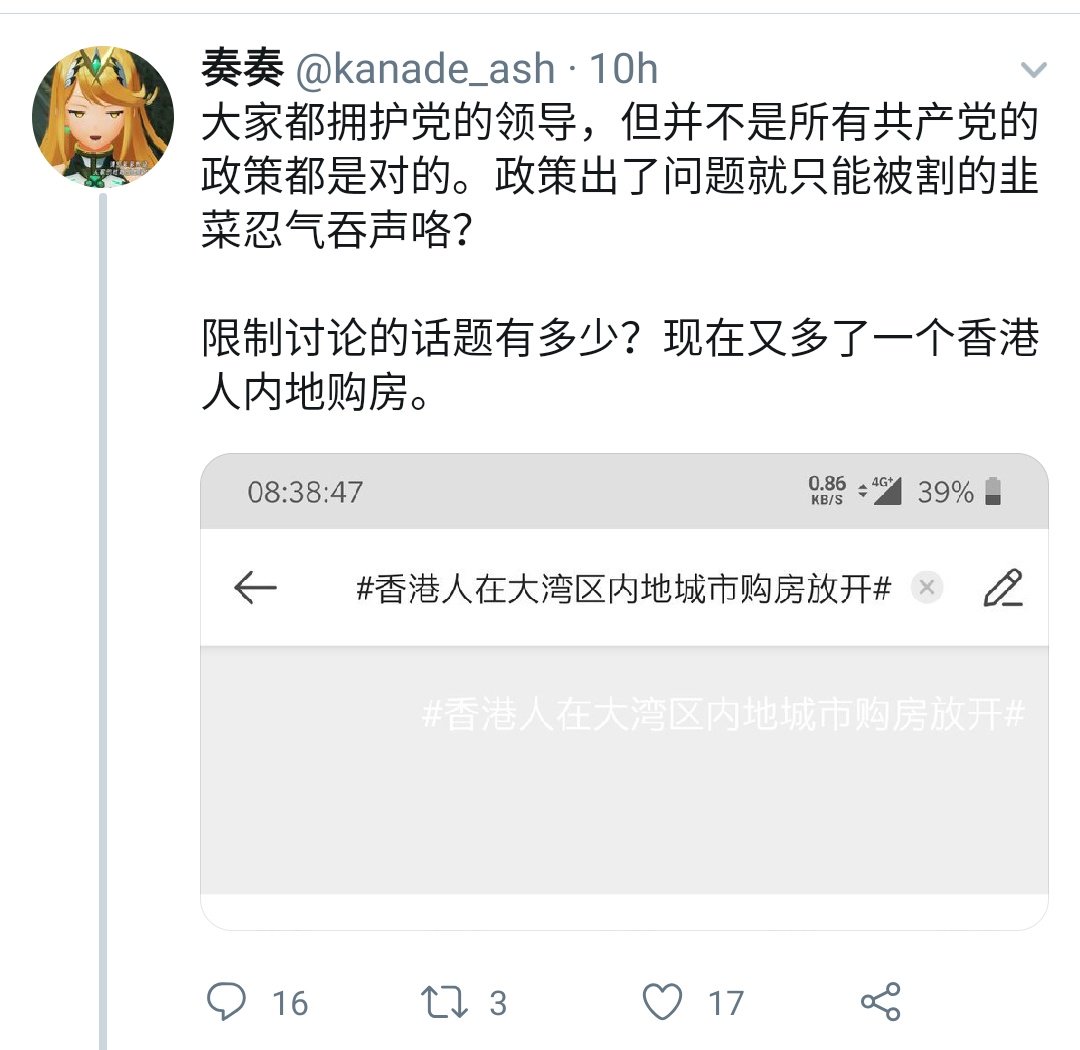 奏奏 @kanade_ash · 10h
大家都拥护党的领导，但并不是所有共产党的
政策都是对的。政策出了问题就只能被割的韭
菜忍气吞声咯？
限制讨论的话题有多少？现在又多了一个香港
人内地购房。
08:38:47 0.86 KB/S 4G+ 39%
#香港人在大湾区内地城市购房放开#
#香港人在大湾区内地城市购房放开#
16 3 17